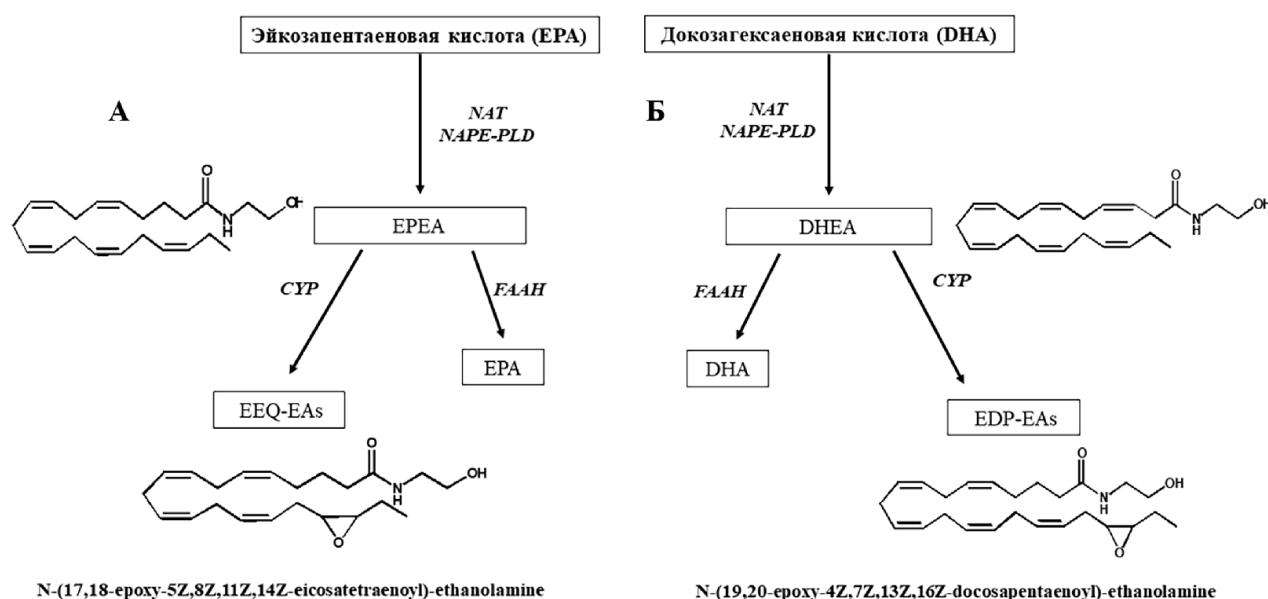 Эйкозапентаеновая кислота (EPA)
Докозагексаеновая кислота (DHA)
А
NAT
NAPE-PLD
Б
NAT
NAPE-PLD
O
OH
N
H
EPEA
DHEA
O
N
H
OH
CYP
FAAH
FAAH
CYP
EPA
DHA
EEQ-EAs
EDP-EAs
O
N
H
OH
O
O
N
H
OH
O
N-(17,18-epoxy-5Z,8Z,11Z,14Z-eicosatetraenoyl)-ethanolamine
N-(19,20-epoxy-4Z,7Z,13Z,16Z-docosapentaenoyl)-ethanolamine